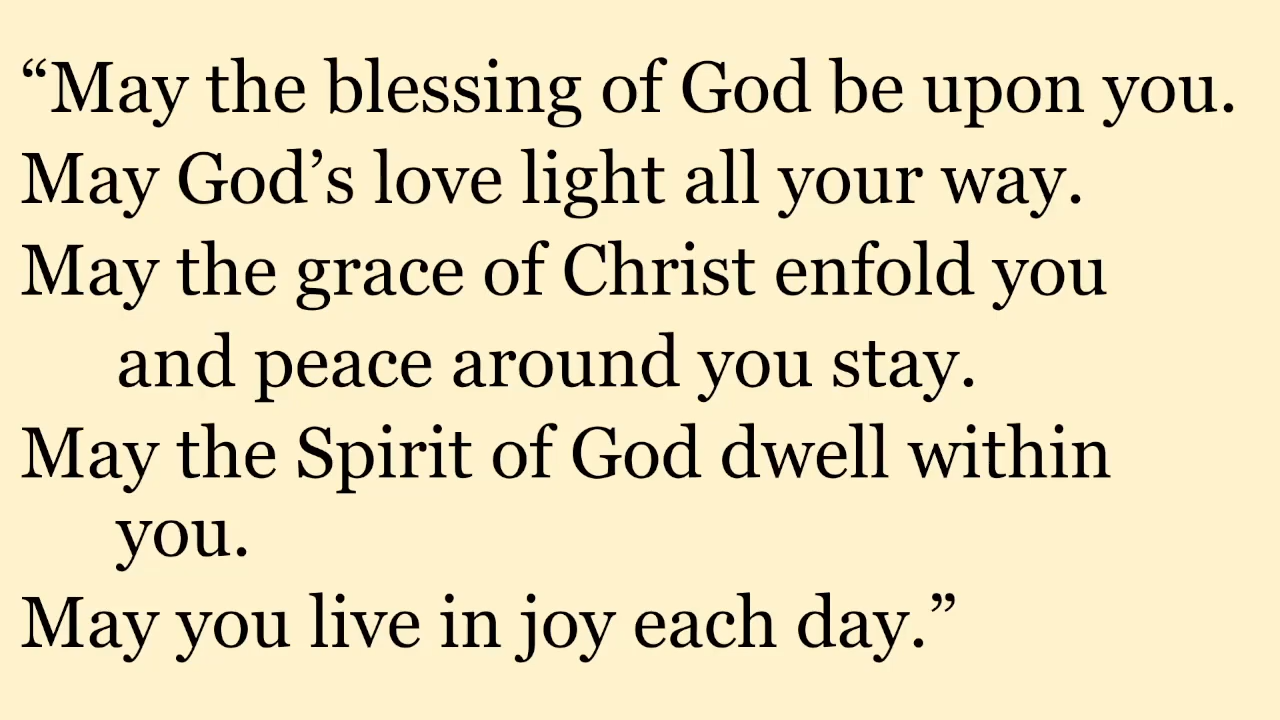 “May the blessing of God be upon you.
May God’s love light all your way.
May the grace of Christ enfold you
and peace around you stay.
May the Spirit of God dwell within
you.
May you live in joy each day.”